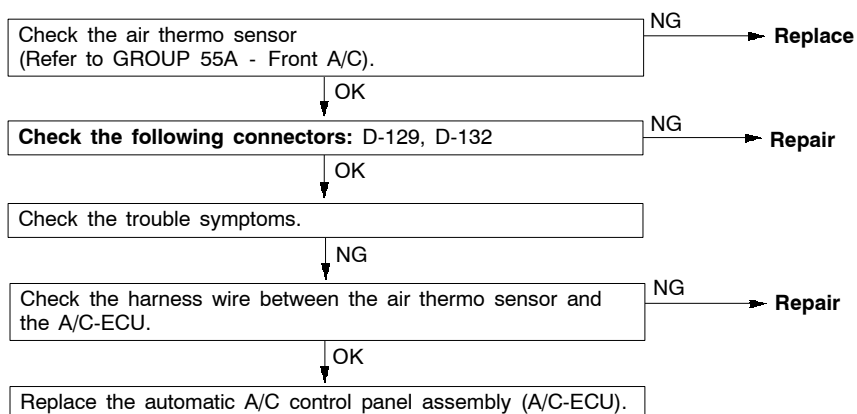 Check the air thermo sensor
(Refer to GROUP 55A - Front A/C).
NG
Replace
OK
Check the following connectors: D-129, D-132
NG
Repair
OK
Check the trouble symptoms.
NG
Check the harness wire between the air thermo sensor and
the A/C-ECU.
NG
Repair
OK
Replace the automatic A/C control panel assembly (A/C-ECU).